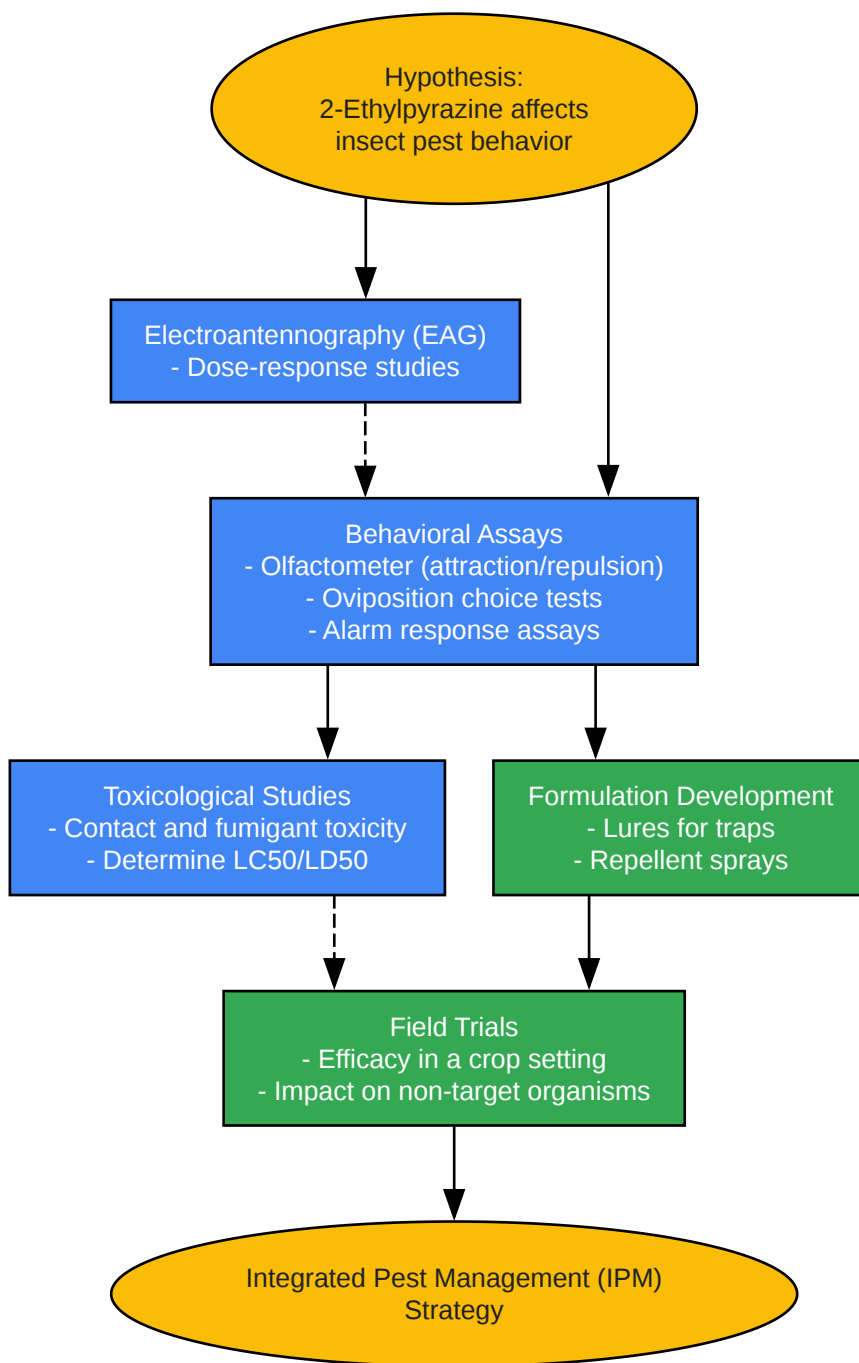 Hypothesis:
2-Ethylpyrazine affects
insect pest behavior
Electroantennography (EAG)
- Dose-response studies
Behavioral Assays
- Olfactometer (attraction/repulsion)
- Oviposition choice tests
- Alarm response assays
Toxicological Studies
- Contact and fumigant toxicity
- Determine LC50/LD50
Formulation Development
- Lures for traps
- Repellent sprays
Field Trials
- Efficacy in a crop setting
- Impact on non-target organisms
Integrated Pest Management (IPM)
Strategy